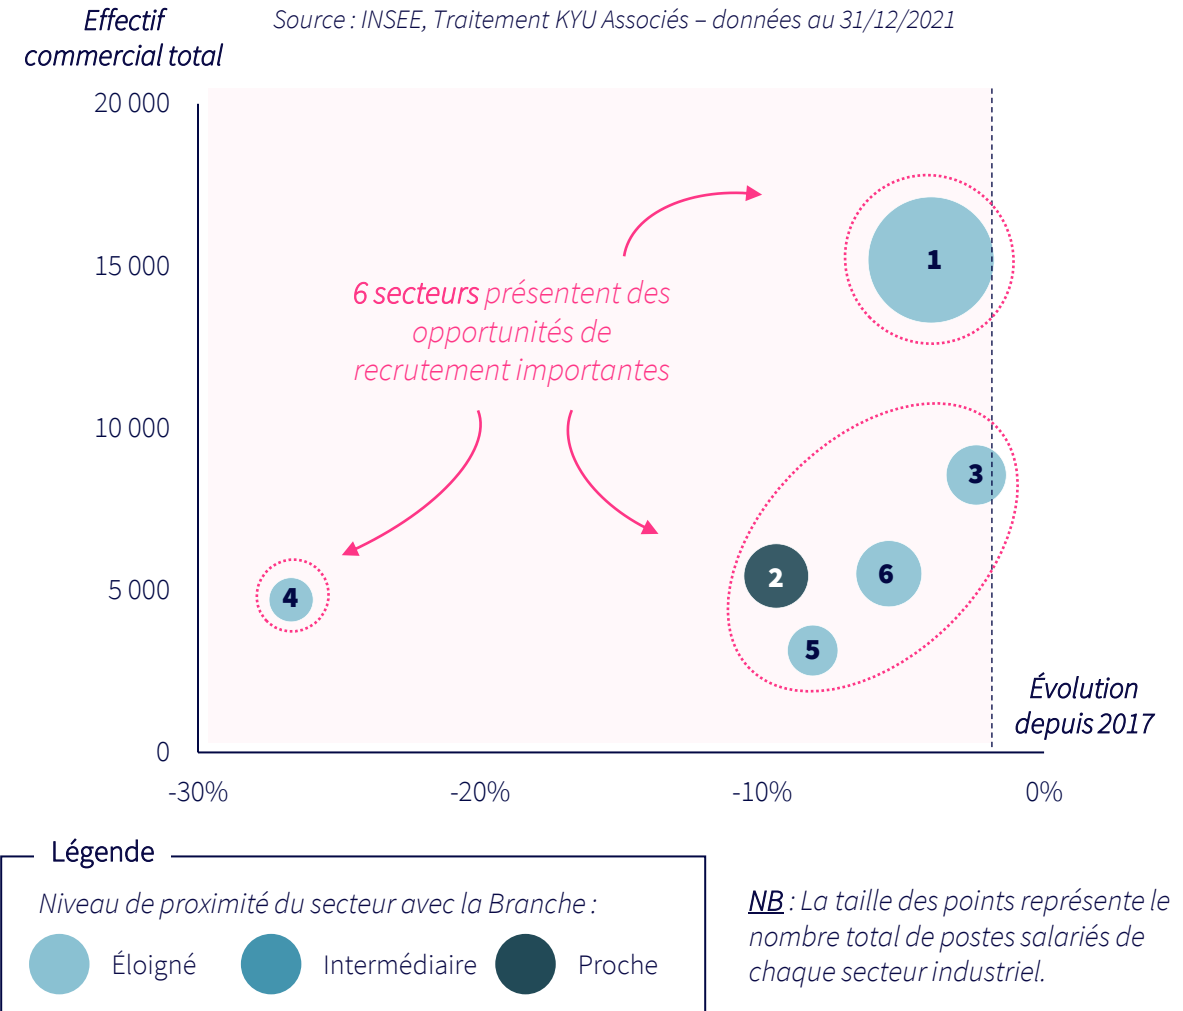 Effectif
commercial total
Source : INSEE, Traitement KYU Associés – données au 31/12/2021
20 000
15 000
10 000
5 000
0
6 secteurs présentent des
opportunités de
recrutement importantes
1
3
2
6
4
5
Évolution
depuis 2017
-30%
-20%
-10%
0%
Légende
Niveau de proximité du secteur avec la Branche :
Éloigné
Intermédiaire
Proche
NB : La taille des points représente le
nombre total de postes salariés de
chaque secteur industriel.